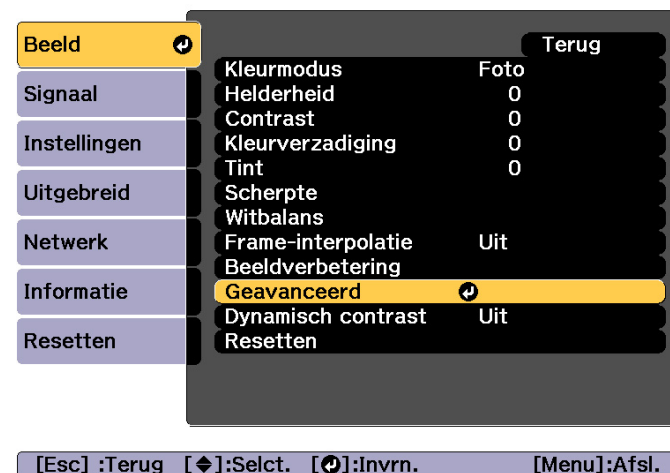 Beeld
Signaal
Instellingen
Uitgebreid
Netwerk
Informatie
Resetten
Terug
Kleurmodus Foto
Helderheid 0
Contrast 0
Kleurverzadiging 0
Tint 0
Scherpte
Witbalans
Frame-interpolatie Uit
Beeldverbetering
Geavanceerd
Dynamisch contrast Uit
Resetten
[Esc] :Terug [◆]:Selct. [↵]:Invrn. [Menu]:Afsl.